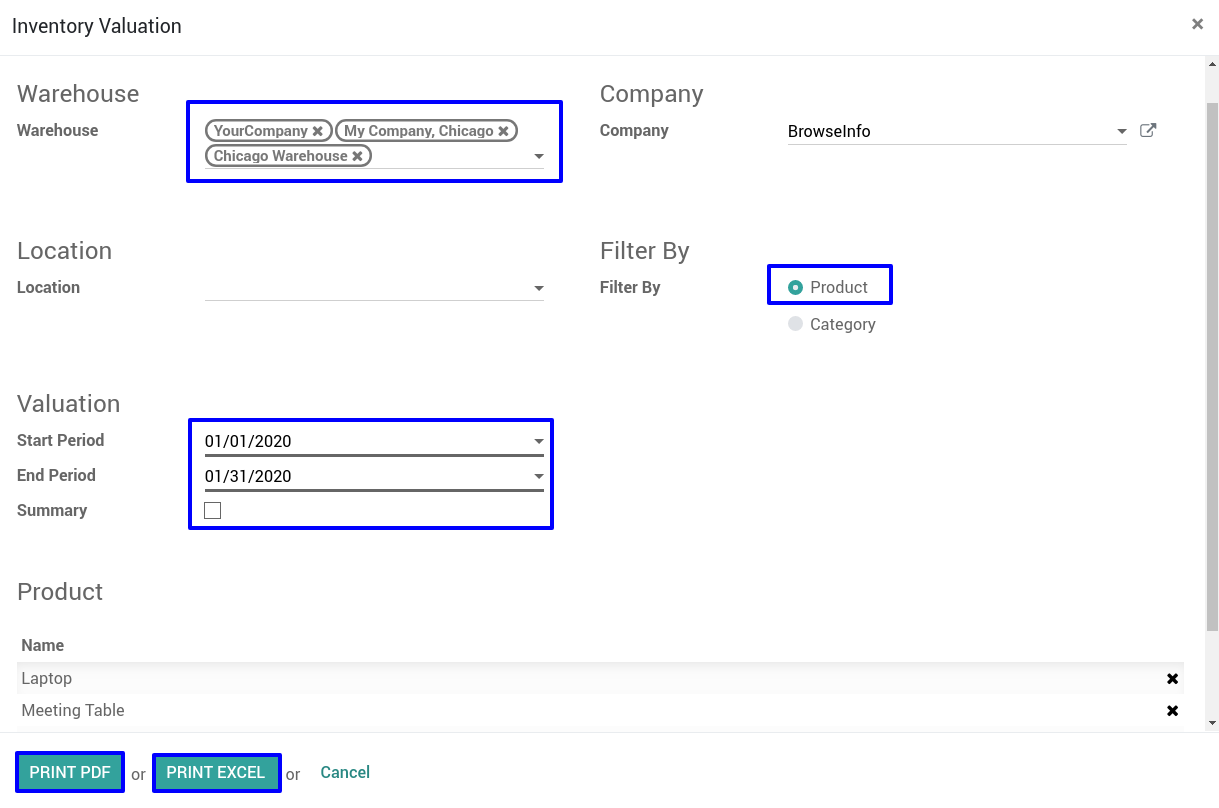 Inventory Valuation
Warehouse
Company
Warehouse
YourCompany
My Company, Chicago
Chicago Warehouse
Company
BrowseInfo
Location
Filter By
Location
Filter By
Product
Category
Valuation
Start Period
01/01/2020
End Period
01/31/2020
Summary
Product
Name
Laptop
Meeting Table
PRINT PDF or PRINT EXCEL or Cancel